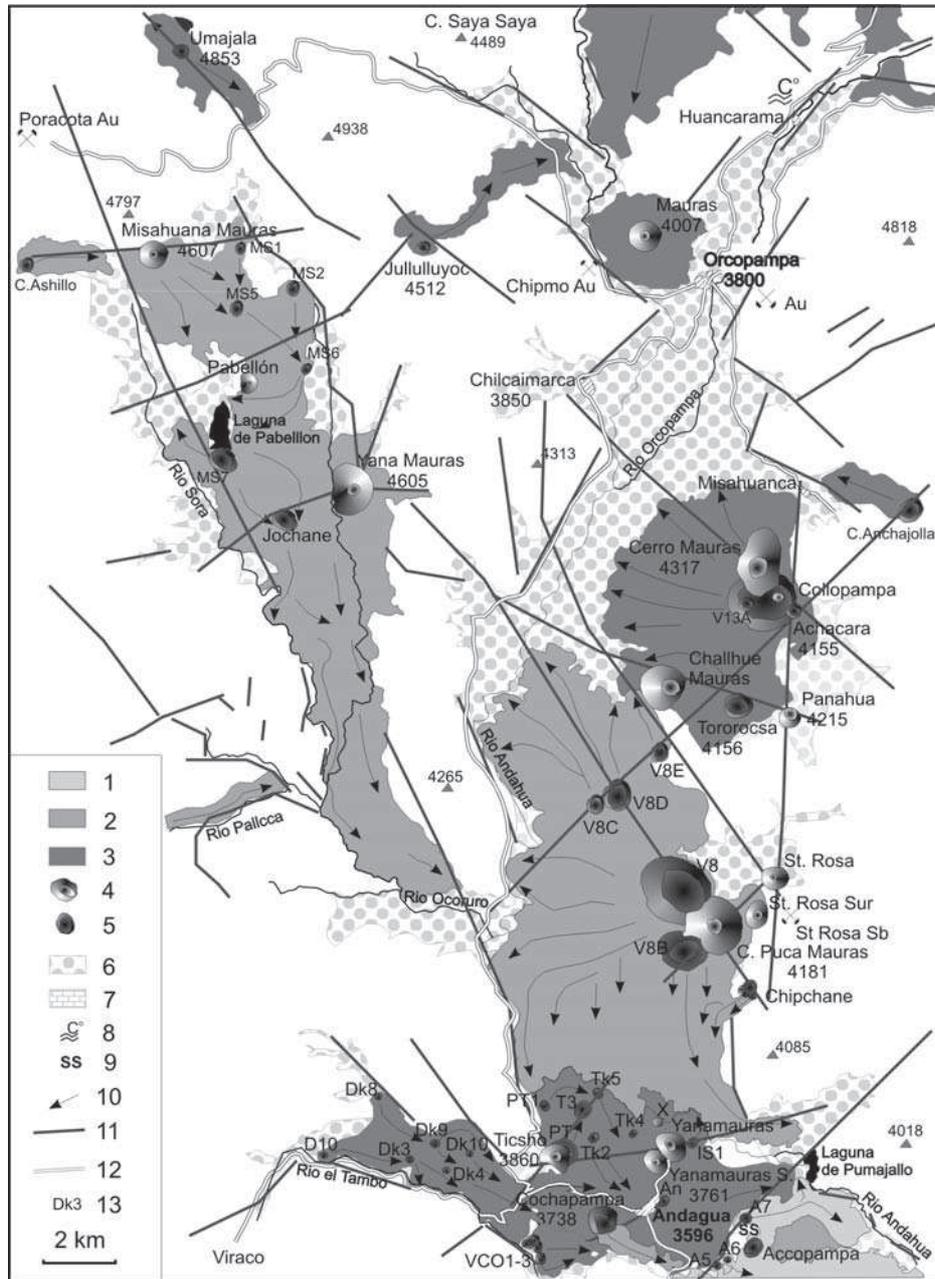 C. Saya Saya
4489
Umajala
4853
C°
Huancarama
Poracota Au
4938
4797
Misahuana Mauras
4607
MS1
Mauras
4007
4818
C.Ashillo
MS2
Jullulluyoc
4512
Chipmo Au
Orcopampa
3800
Au
MS5
MS6
Pabellón
Chilcaimarca
3850
Laguna
de Pabelllon
Rio Orcopampa
4313
Yana Mauras
4605
MS7
Rio Sora
Misahuanca
Jochane
C.Anchajolla
Cerro Mauras
4317
Collopampa
V13A
Achacara
4155
Challhue
Mauras
Panahua
4215
Tororocsa
4156
Rio Andahua
V8E
4265
V8D
V8C
Rio Pallcca
V8
St. Rosa
Rio Ocoruro
St. Rosa Sur
St Rosa Sb
V8B
C. Puca Mauras
4181
Chipchane
4085
1
2
3
4
5
6
7
C°
8
ss
9
10
11
12
Dk3
13
2 km
Dk8
Tk5
PT1
T3
Tk4
X
Yanamauras
4018
Dk9
PT
D10
Dk3
Dk10
Ticsho
3860
Tk2
IS1
Laguna
de Pumajallo
Dk4
Yanamauras S.
3761
Rio el Tambo
Cochapampa
3738
An
Andagua
3596
A7
ss
Rio Andahua
Viraco
VCO1-3
A5
A6
Accopampa